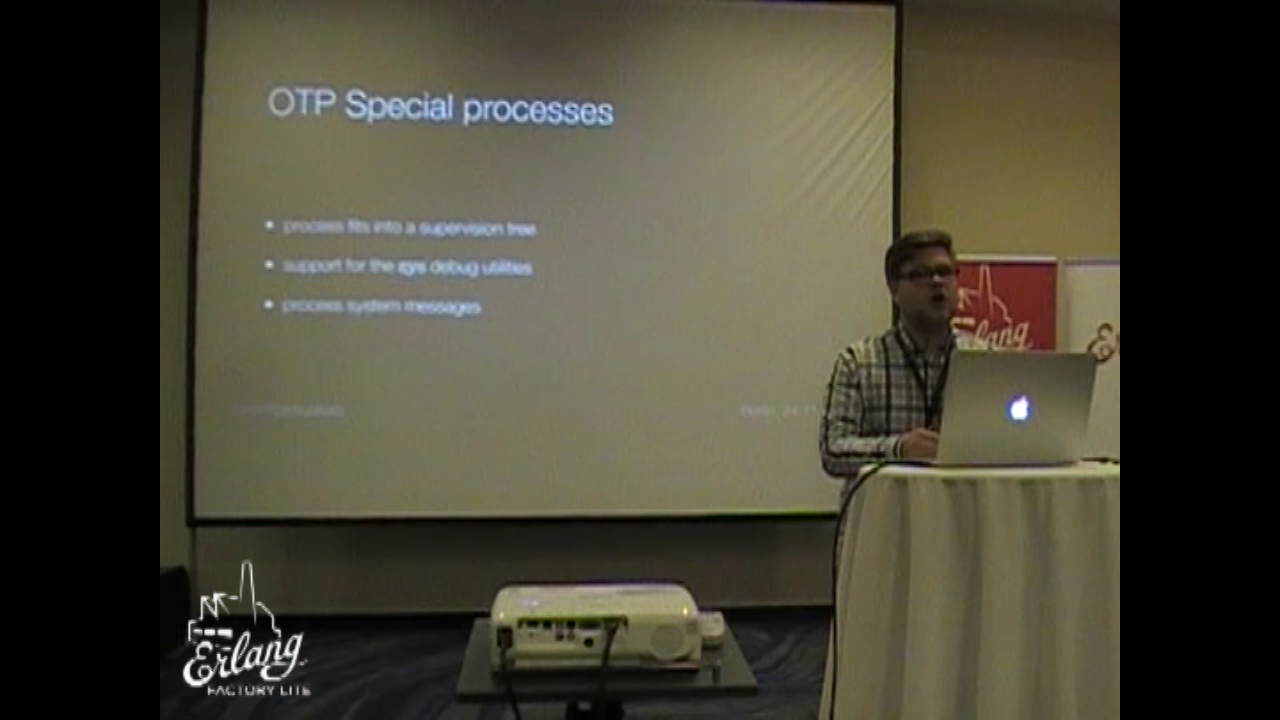 OTP Special processes
• process fits into a supervision tree
• support for the sys debug utilities
• process system messages
Erlang
Erlang
FACTORY LITE